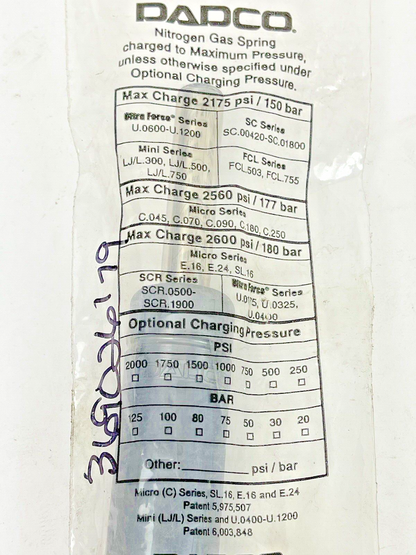 DADCO®
Nitrogen Gas Spring
charged to Maximum Pressure,
unless otherwise specified under
Optional Charging Pressure.
Max Charge 2175 psi / 150 bar
Ultra Force® Series
U.0600-U.1200
SC Series
SC.00420-SC.01800
Mini Series
LJ/L.300, LJ/L.500,
LJ/L.750
FCL Series
FCL.503, FCL.755
Max Charge 2560 psi / 177 bar
Micro Series
C.045, C.070, C.090, C.180, C.250
Max Charge 2600 psi / 180 bar
Micro Series
E.16, E.24, SL.16
SCR Series
SCR.0500-
SCR.1900
Ultra Force® Series
U.0325,
U.0400
Optional Charging Pressure
PSI
2000 1750 1500 1000 750 500 250
BAR
125 100 80 75 50 30 20
Other: psi / bar
Micro (C) Series, SL.16, E.16 and E.24
Patent 5,975,507
Mini (LJ/L) Series and U.0400-U.1200
Patent 6,003,848